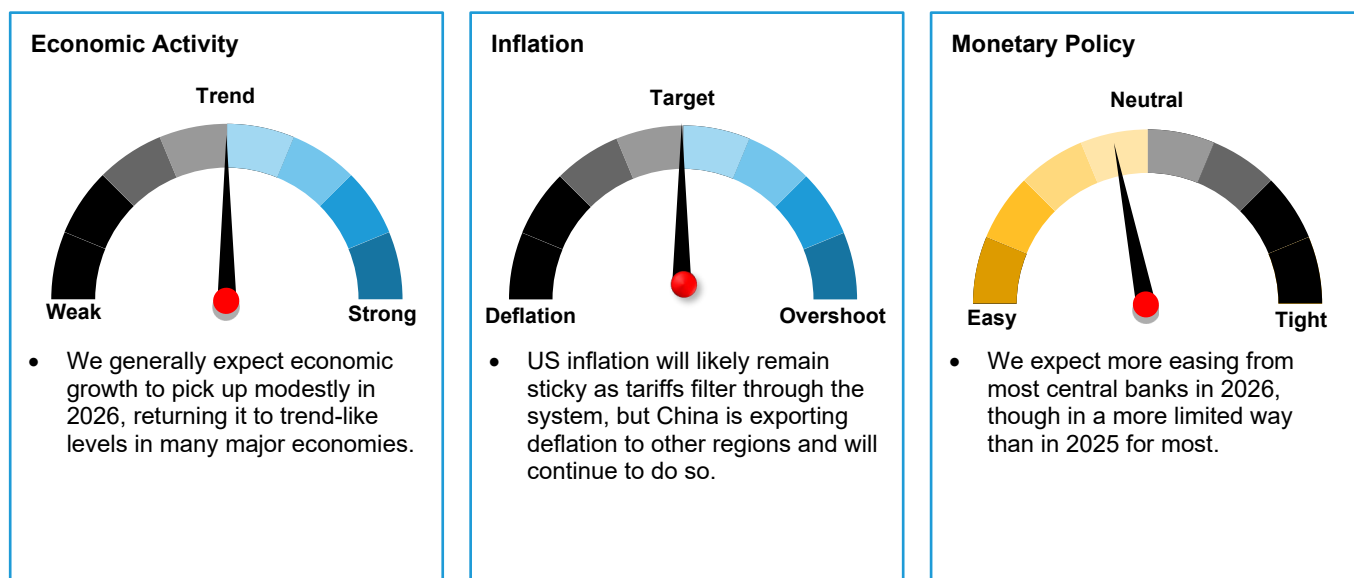 Economic Activity
Trend
Weak
Strong
• We generally expect economic
growth to pick up modestly in
2026, returning it to trend-like
levels in many major economies.
Inflation
Target
Deflation
Overshoot
• US inflation will likely remain
sticky as tariffs filter through the
system, but China is exporting
deflation to other regions and will
continue to do so.
Monetary Policy
Neutral
Easy
Tight
• We expect more easing from
most central banks in 2026,
though in a more limited way
than in 2025 for most.